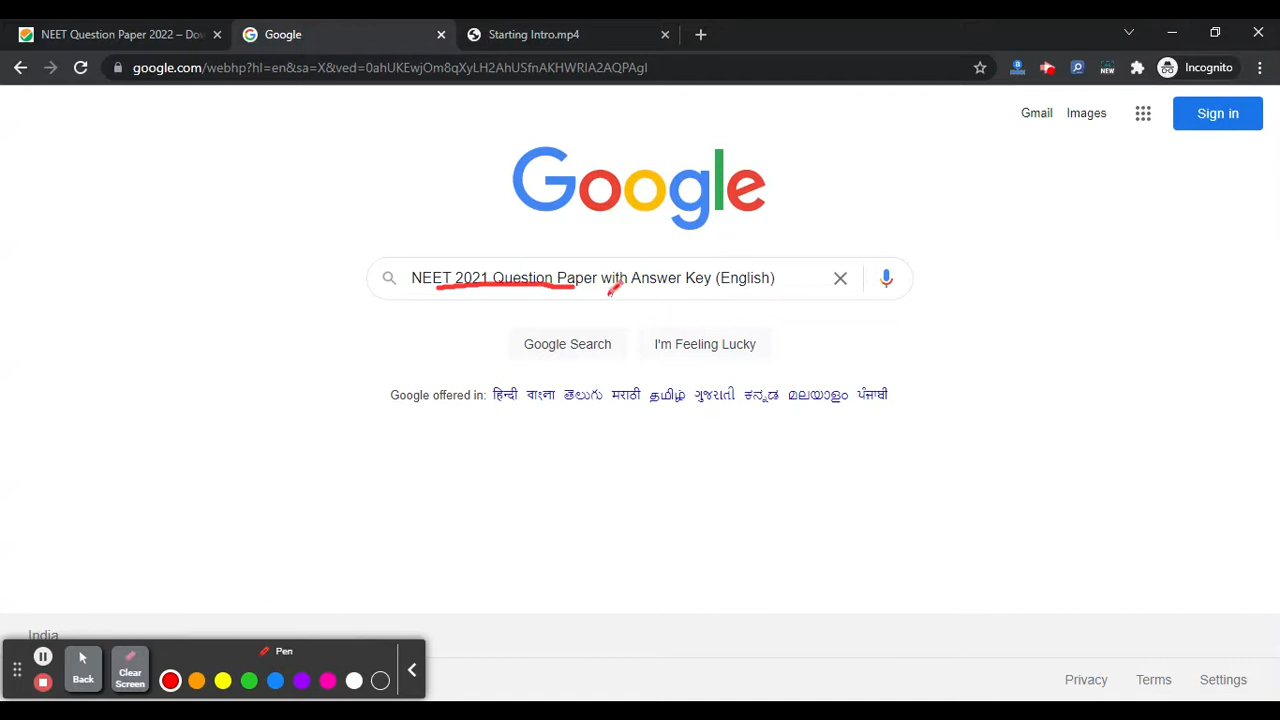 NEET Question Paper 2022 – Dov
Google
Starting Intro.mp4
google.com/webhp?hl=en&sa=X&ved=0ahUKEwjOm8qXyLH2AhUSfnAKHWRIA2AQPAgI
NEW
Incognito
Gmail
Images
Sign in
Google
NEET 2021 Question Paper with Answer Key (English)
Google Search
I'm Feeling Lucky
Google offered in: हिन्दी বাংলা తెలుగు मराठी தமிழ் ગુજરાતી ಕನ್ನಡ മലയാളം ਪੰਜਾਬੀ
India
Pen
Back
Clear
Screen
Privacy
Terms
Settings